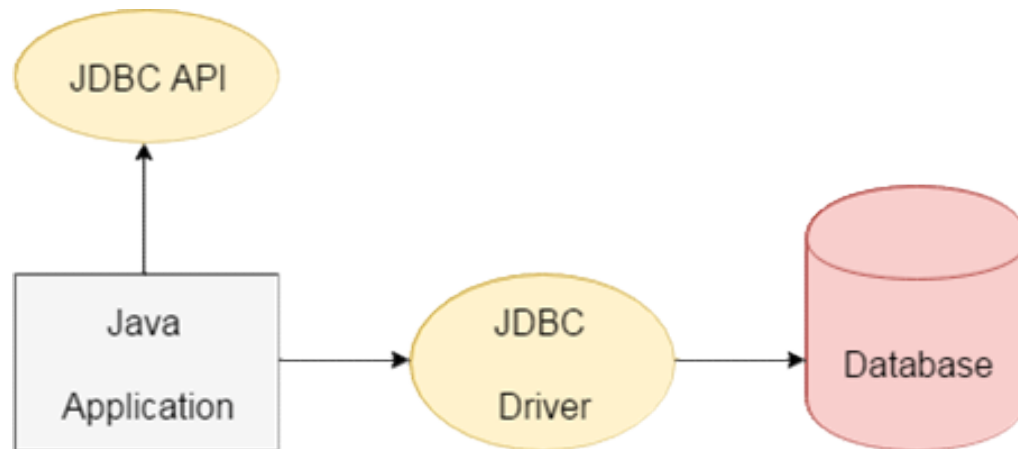 JDBC API
Java
Application
JDBC
Driver
Database